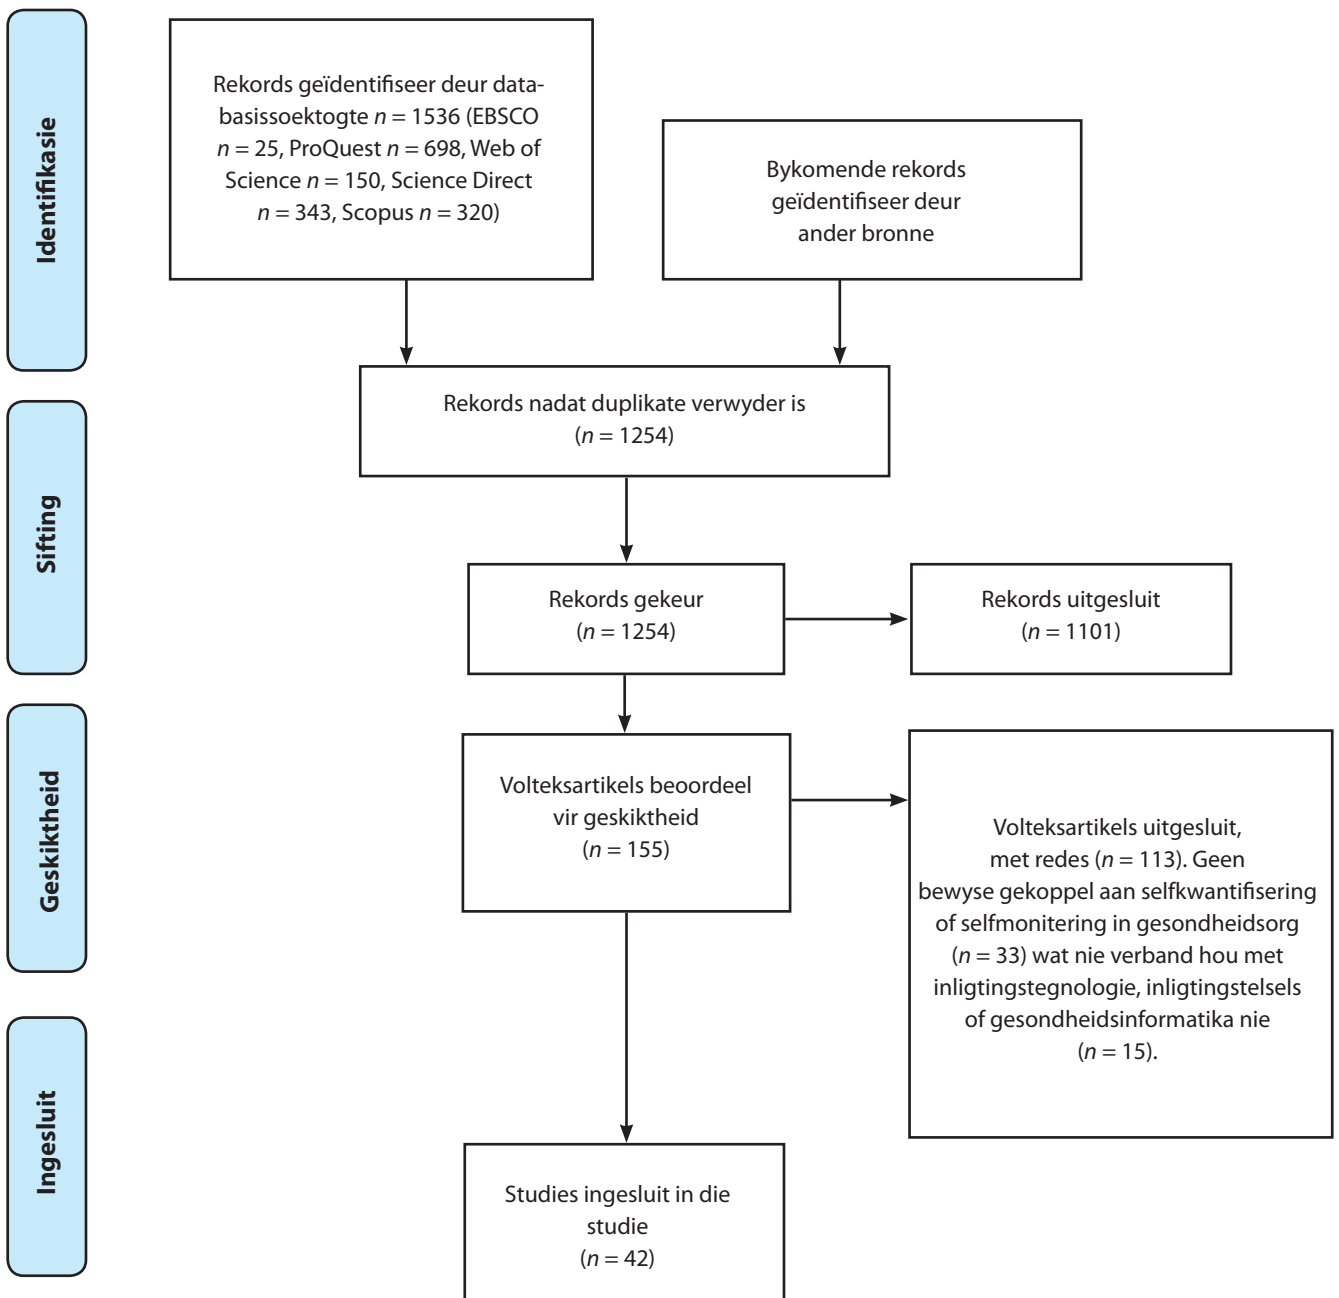 Identifikasie
Rekords geïdentifiseer deur data-
basissoektogte n = 1536 (EBSCO
n = 25, ProQuest n = 698, Web of
Science n = 150, Science Direct
n = 343, Scopus n = 320)
Bykomende rekords
geïdentifiseer deur
ander bronne
Rekords nadat duplikate verwyder is
(n = 1254)
Sifting
Rekords gekeur
(n = 1254)
Rekords uitgesluit
(n = 1101)
Geskiktheid
Volteksartikels beoordeel
vir geskiktheid
(n = 155)
Volteksartikels uitgesluit,
met redes (n = 113). Geen
bewyse gekoppel aan selfkwantifisering
of selfmonitering in gesondheidsorg
(n = 33) wat nie verband hou met
inligtingstegnologie, inligtingstelsels
of gesondheidsinformatika nie
(n = 15).
Ingesluit
Studies ingesluit in die
studie
(n = 42)